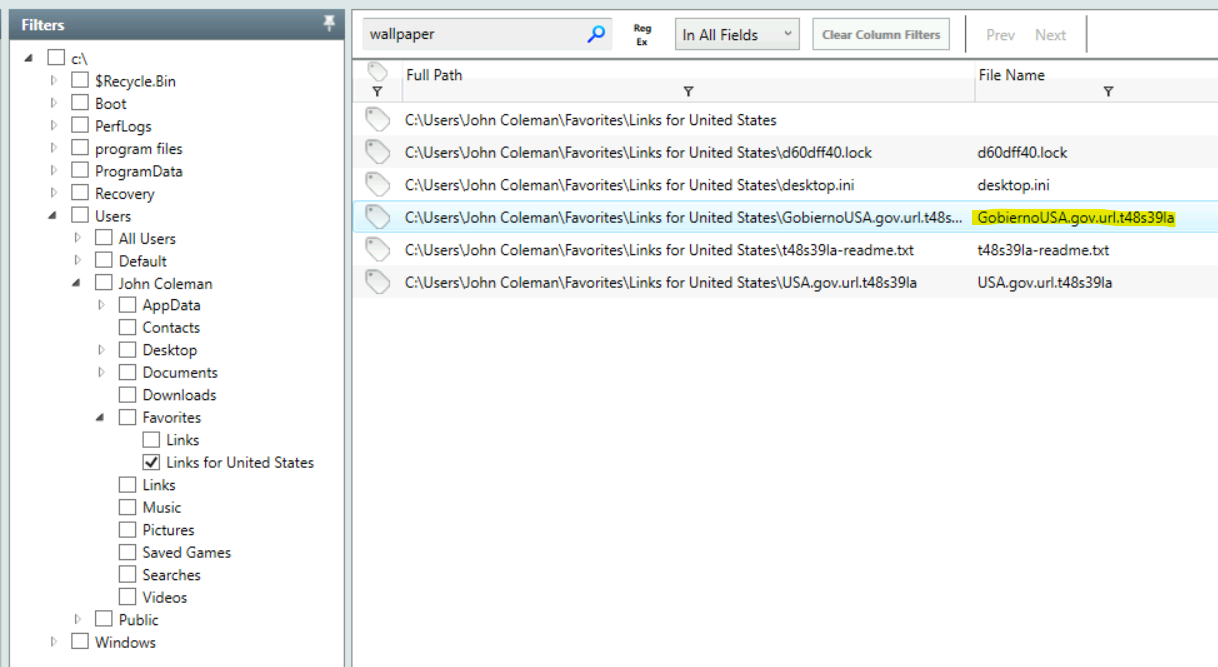 Filters
c:\
$Recycle.Bin
Boot
PerfLogs
program files
ProgramData
Recovery
Users
All Users
Default
John Coleman
AppData
Contacts
Desktop
Documents
Downloads
Favorites
Links
Links for United States
Links
Music
Pictures
Saved Games
Searches
Videos
Public
Windows
wallpaper
Reg
Ex
In All Fields
Clear Column Filters
Prev Next
Full Path File Name
C:\Users\John Coleman\Favorites\Links for United States
C:\Users\John Coleman\Favorites\Links for United States\d60dff40.lock d60dff40.lock
C:\Users\John Coleman\Favorites\Links for United States\desktop.ini desktop.ini
C:\Users\John Coleman\Favorites\Links for United States\GobiernoUSA.gov.url.t48s... GobiernoUSA.gov.url.t48s39la
C:\Users\John Coleman\Favorites\Links for United States\t48s39la-readme.txt t48s39la-readme.txt
C:\Users\John Coleman\Favorites\Links for United States\USA.gov.url.t48s39la USA.gov.url.t48s39la